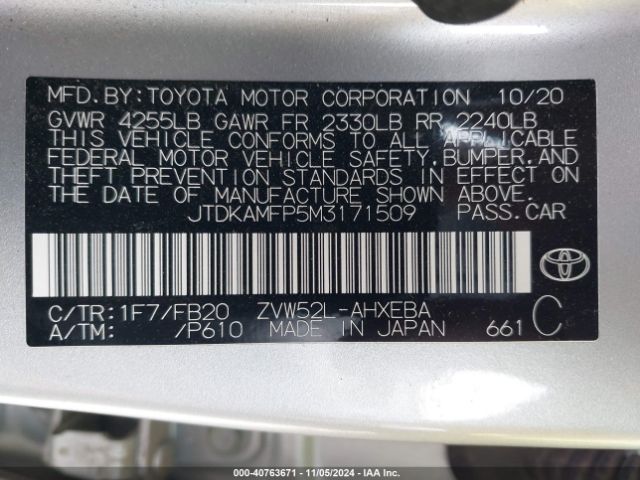 MFD.BY:TOYOTA MOTOR CORPORATION 10/20
GVWR 4255LB GAWR FR 2330LB RR 2240LB
THIS VEHICLE CONFORMS TO ALL APPLICABLE
FEDERAL MOTOR VEHICLE SAFETY,BUMPER,AND
THEFT PREVENTION STANDARDS IN EFFECT ON
THE DATE OF MANUFACTURE SHOWN ABOVE.
JTDKAMFP5M3171509 PASS.CAR
C/TR:1F7/FB20 ZVW52L-AHXEBA
A/TM: /P610 MADE IN JAPAN 661 C
000-40763671 - 11/05/2024 - IAA Inc.